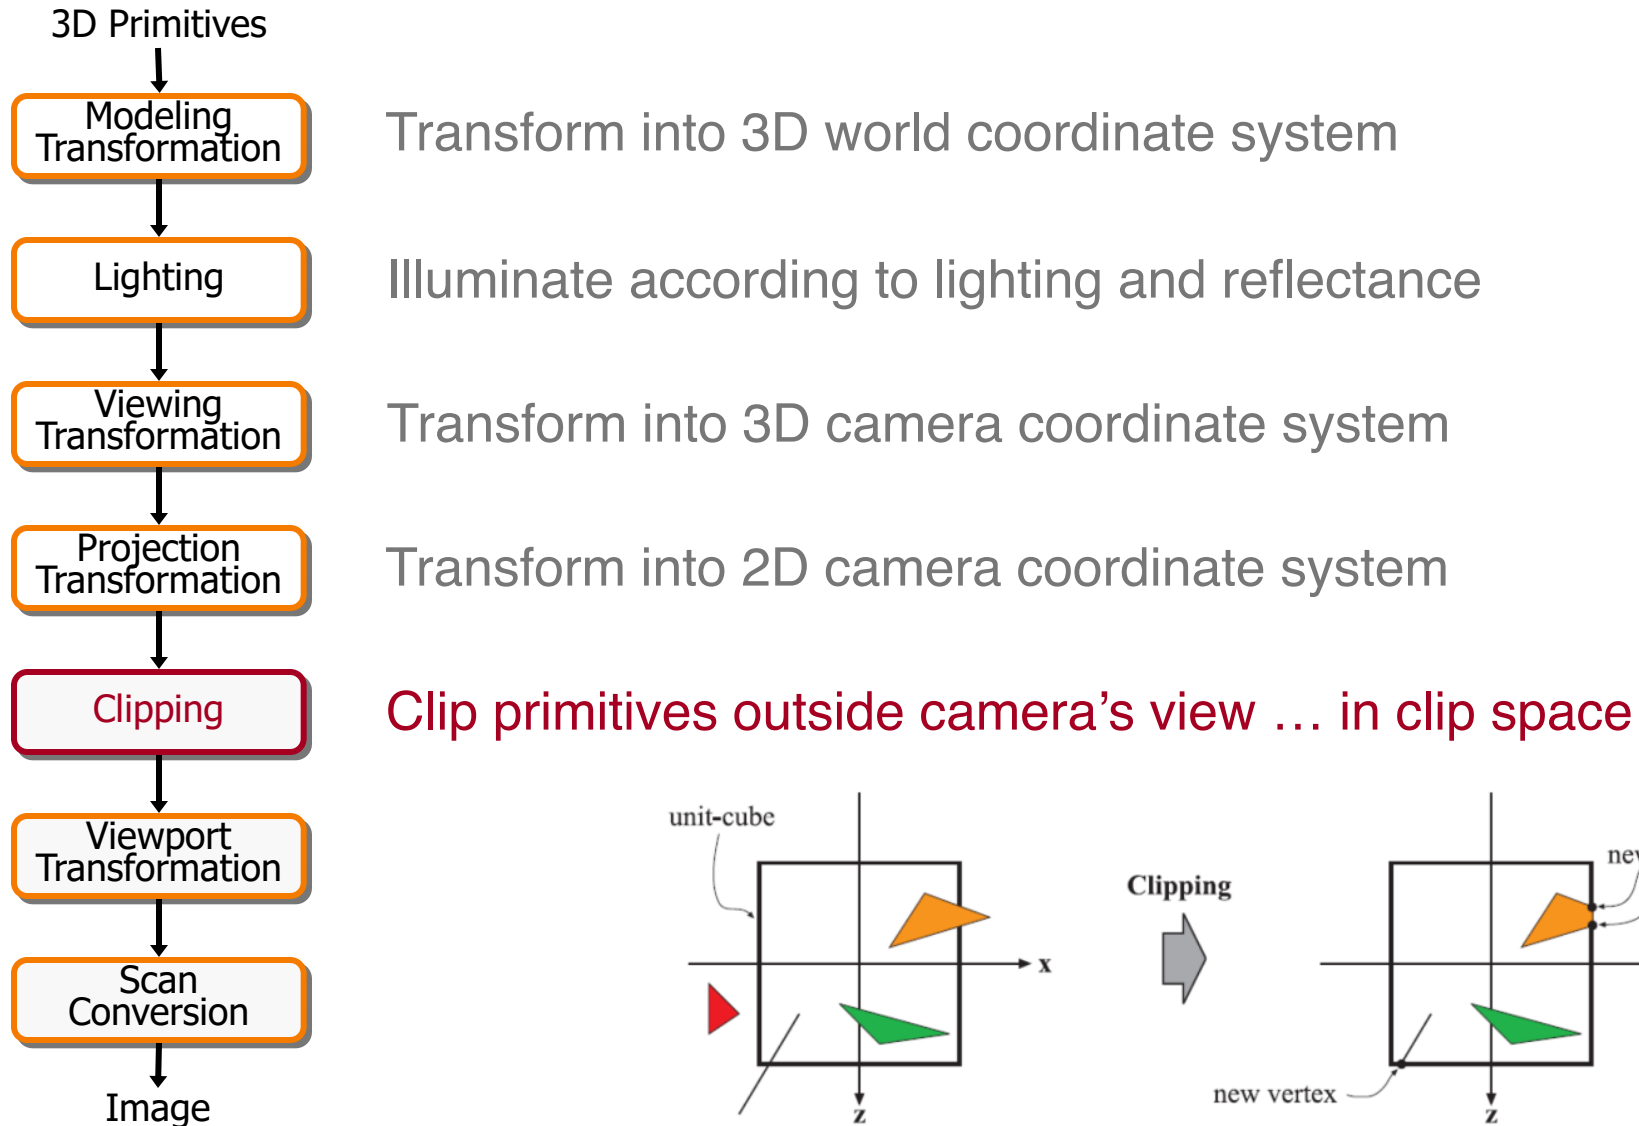 3D Primitives
Modeling
Transformation
Transform into 3D world coordinate system
Lighting
Illuminate according to lighting and reflectance
Viewing
Transformation
Transform into 3D camera coordinate system
Projection
Transformation
Transform into 2D camera coordinate system
Clipping
Clip primitives outside camera’s view … in clip space
Viewport
Transformation
Scan
Conversion
Image
unit-cube
x
z
Clipping
new
new vertex
z